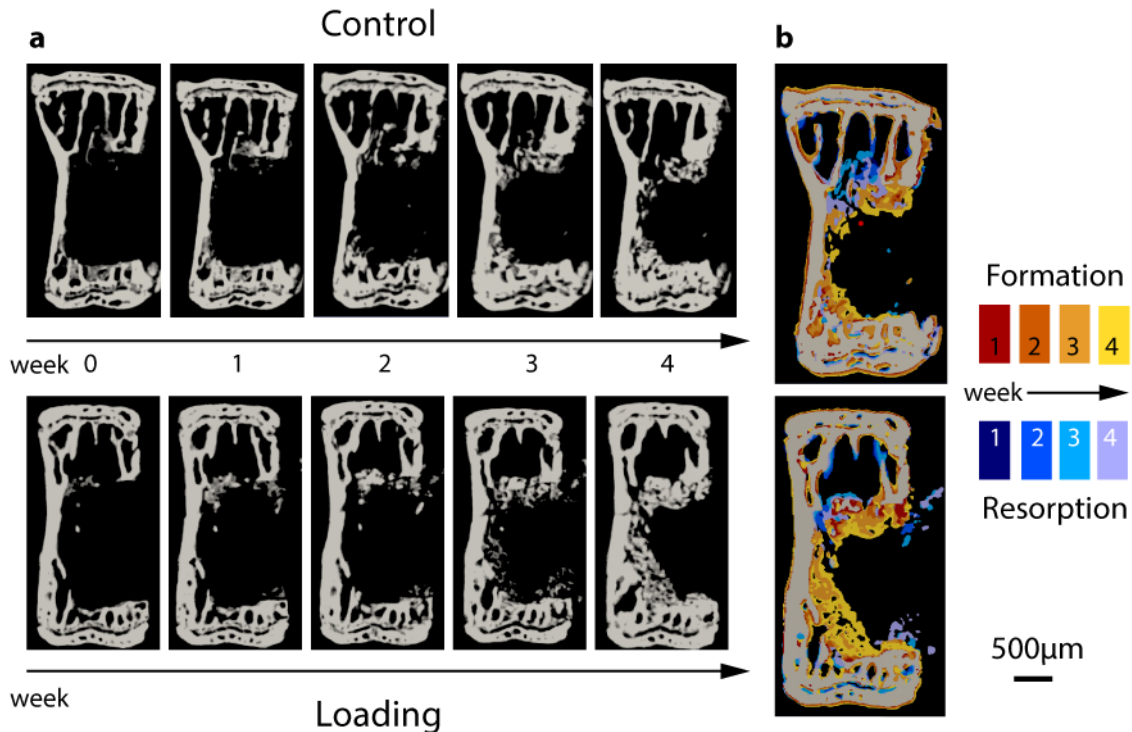 Control
a
b
week 0 1 2 3 4
Formation
1 2 3 4
week
1 2 3 4
Resorption
500µm
week
Loading